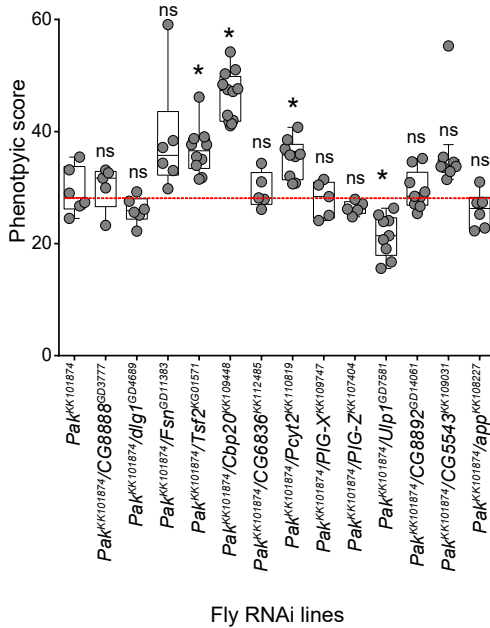 60
40
20
0
Phenotpyic score
ns
*
*
ns
ns
*
ns
ns
ns
ns
*
ns
ns
ns
Pak^KK101874
Pak^KK101874/CG8888^GD3777
Pak^KK101874/dlg1^GD4689
Pak^KK101874/Fsn^GD11383
Pak^KK101874/Tsf2^KG01571
Pak^KK101874/Cbp20^KK109448
Pak^KK101874/CG6836^KK112485
Pak^KK101874/Pcyt2^KK110819
Pak^KK101874/PIG-X^KK109747
Pak^KK101874/PIG-Z^KK107404
Pak^KK101874/Ulp1^GD7581
Pak^KK101874/CG8892^GD14061
Pak^KK101874/CG5543^KK109031
Pak^KK101874/app^KK108227
Fly RNAi lines